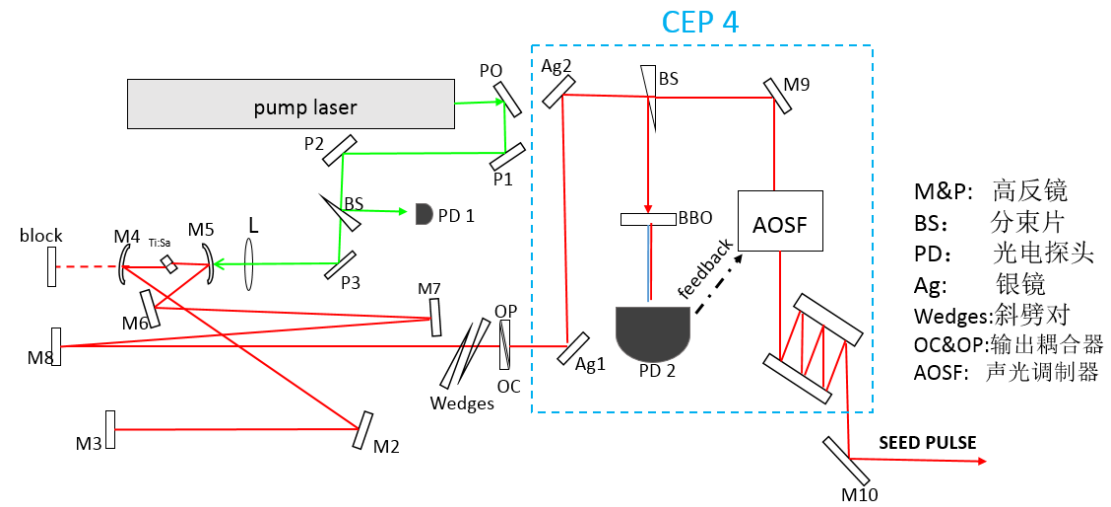 CEP 4
PO
Ag2
BS
M9
pump laser
P2
P1
BS
PD 1
BBO
AOSF
block
M4
Ti:Sa
M5
L
P3
feedback
M6
M7
M8
OP
OC
Wedges
Ag1
PD 2
M3
M2
SEED PULSE
M10
M&P: 高反镜
BS： 分束片
PD： 光电探头
Ag: 银镜
Wedges:斜劈对
OC&OP:输出耦合器
AOSF: 声光调制器